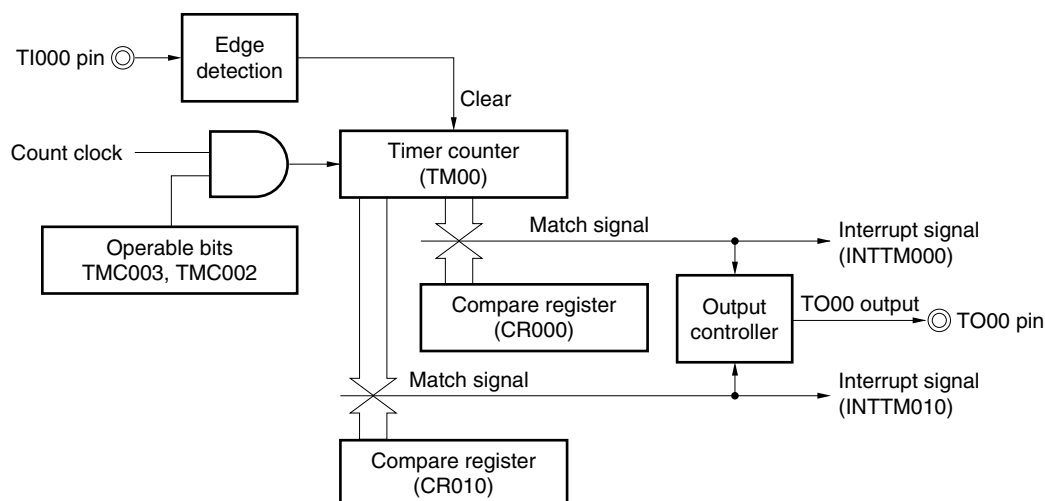 TI000 pin
Edge
detection
Clear
Count clock
Timer counter
(TM00)
Operable bits
TMC003, TMC002
Match signal
Interrupt signal
(INTTM000)
Compare register
(CR000)
Output
controller
TO00 output
TO00 pin
Match signal
Interrupt signal
(INTTM010)
Compare register
(CR010)